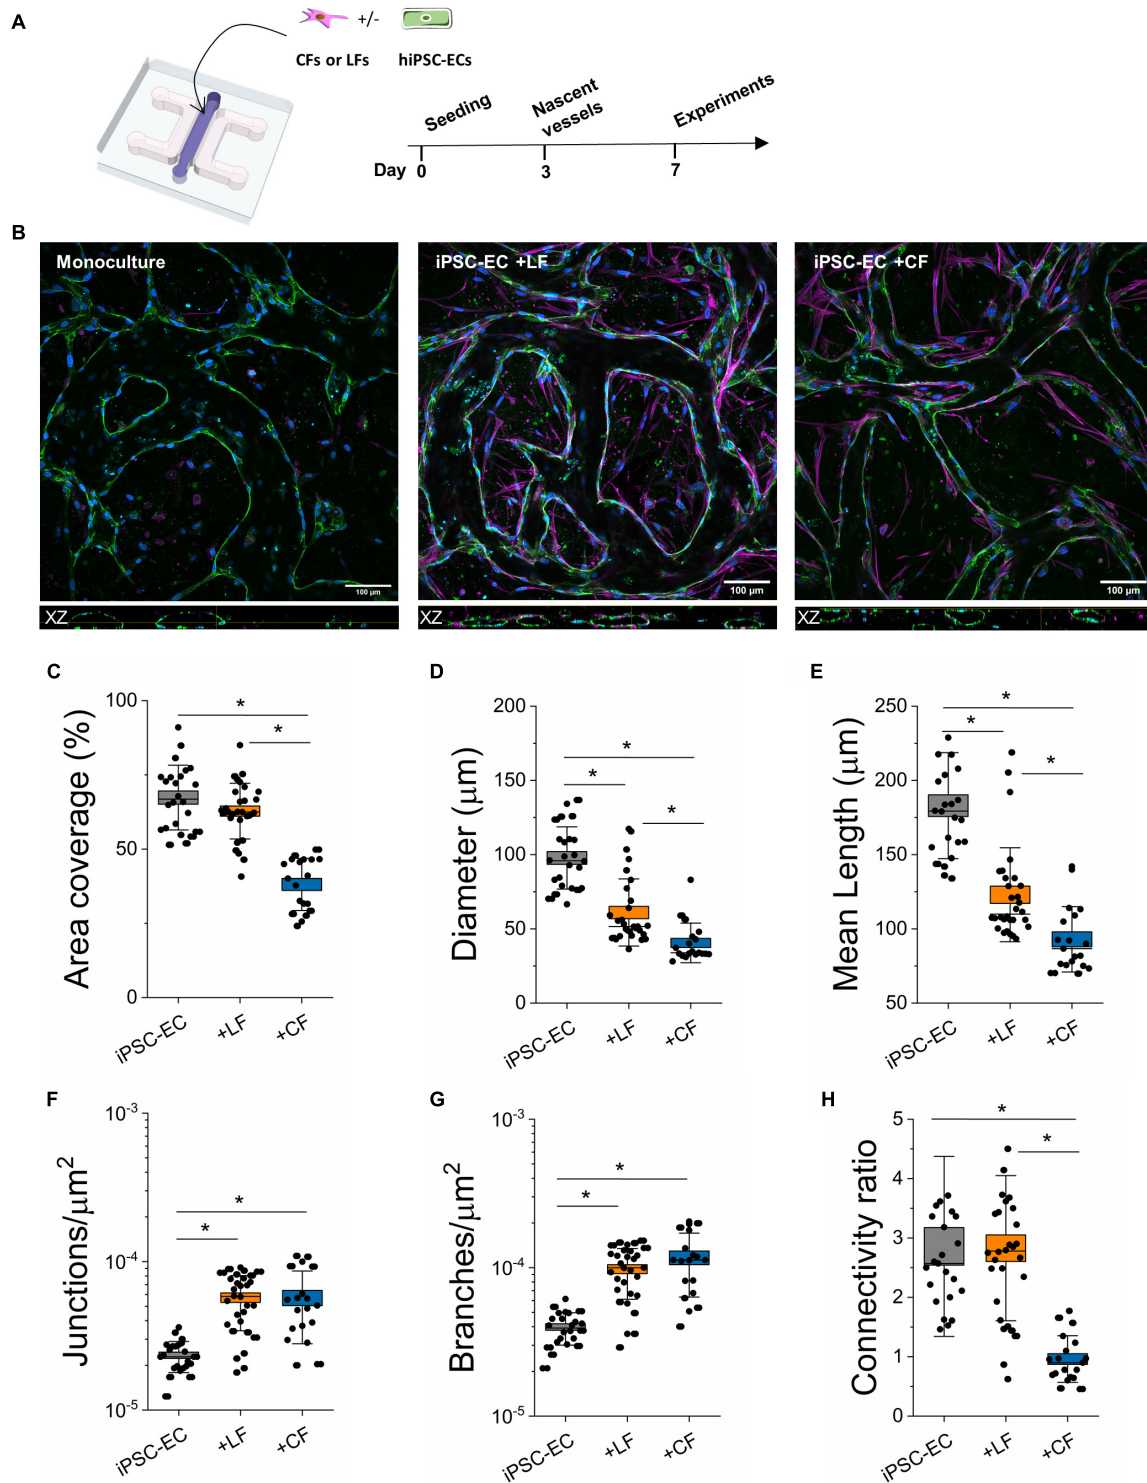 A
+/-
CFs or LFs hiPSC-ECs
Seeding
Nascent
vessels
Experiments
Day 0 3 7
B
Monoculture
iPSC-EC +LF
iPSC-EC +CF
100 µm
100 µm
100 µm
XZ
XZ
XZ
C
Area coverage (%)
100
50
0
* *
iPSC-EC +LF +CF
D
Diameter (µm)
200
150
100
50
0
* * *
iPSC-EC +LF +CF
E
Mean Length (µm)
250
200
150
100
50
* * *
iPSC-EC +LF +CF
F
Junctions/µm²
10⁻³
10⁻⁴
10⁻⁵
* *
iPSC-EC +LF +CF
G
Branches/µm²
10⁻³
10⁻⁴
10⁻⁵
* *
iPSC-EC +LF +CF
H
Connectivity ratio
5
4
3
2
1
0
* *
iPSC-EC +LF +CF